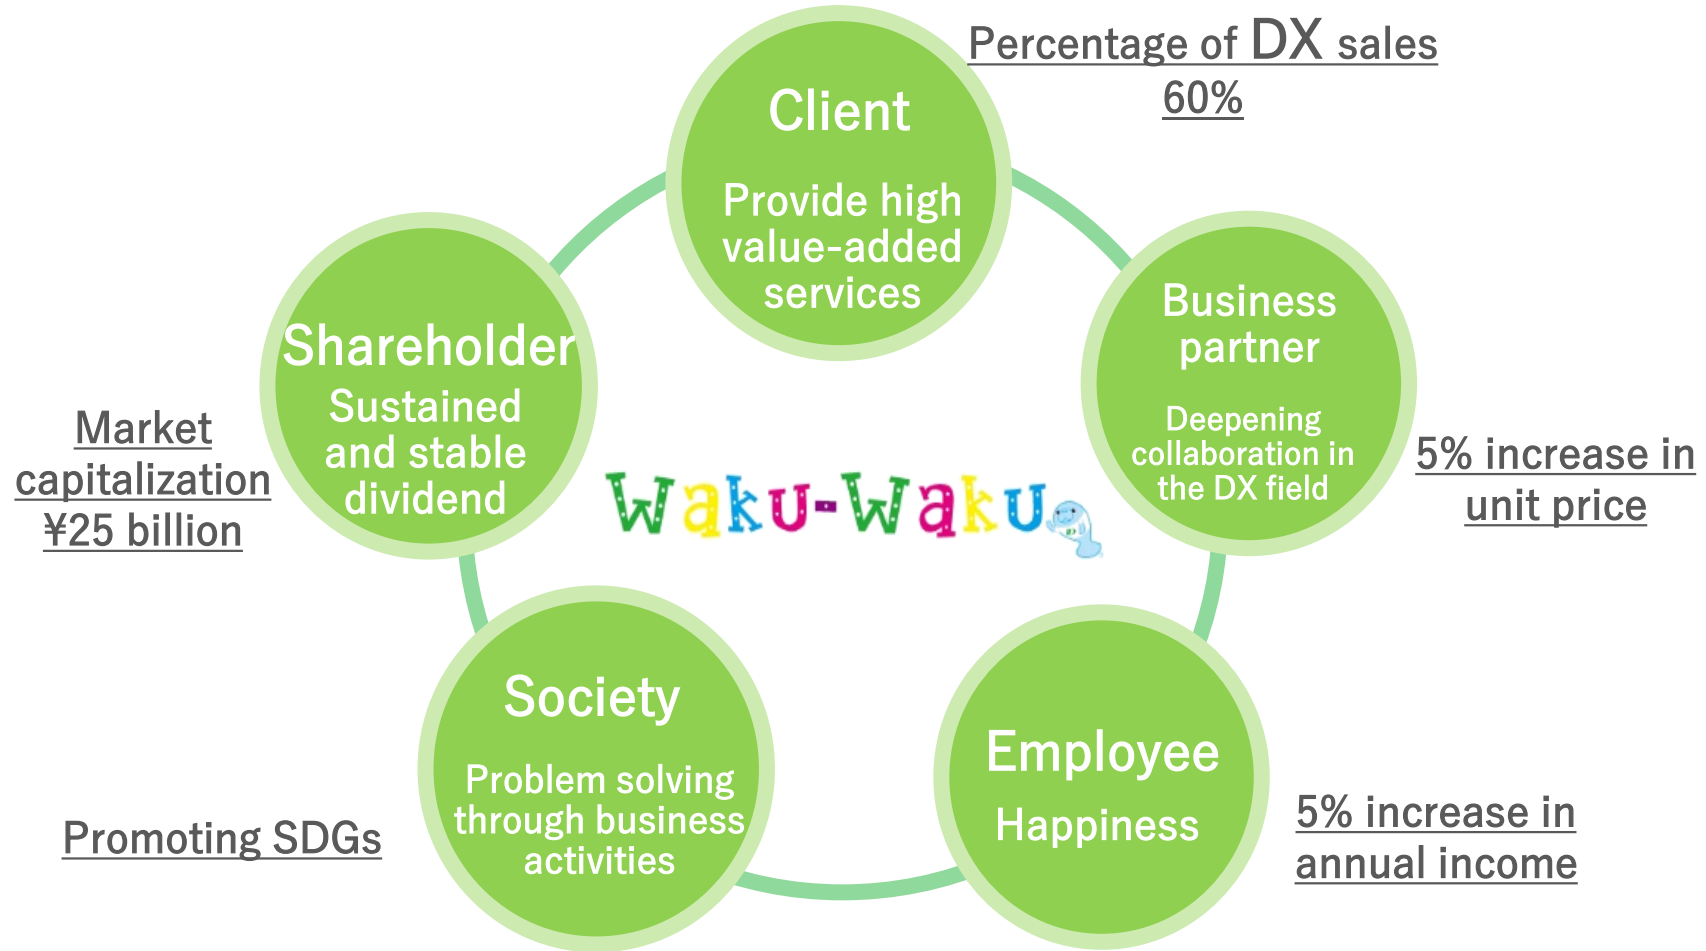 Percentage of DX sales
60%
Client
Provide high
value-added
services
Business
partner
Deepening
collaboration in
the DX field
5% increase in
unit price
Shareholder
Sustained
and stable
dividend
Market
capitalization
¥25 billion
Waku-Waku
Society
Problem solving
through business
activities
Promoting SDGs
Employee
Happiness
5% increase in
annual income